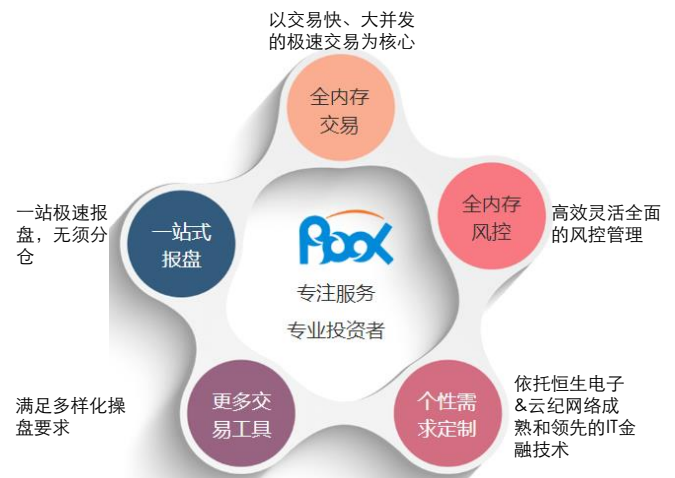 以交易快、大并发
的极速交易为核心
全内存
交易
全内存
风控
高效灵活全面
的风控管理
一站极速报
盘，无须分
仓
一站式
报盘
专注服务
专业投资者
更多交
易工具
满足多样化操
盘要求
个性需
求定制
依托恒生电子
&云纪网络成
熟和领先的IT金
融技术